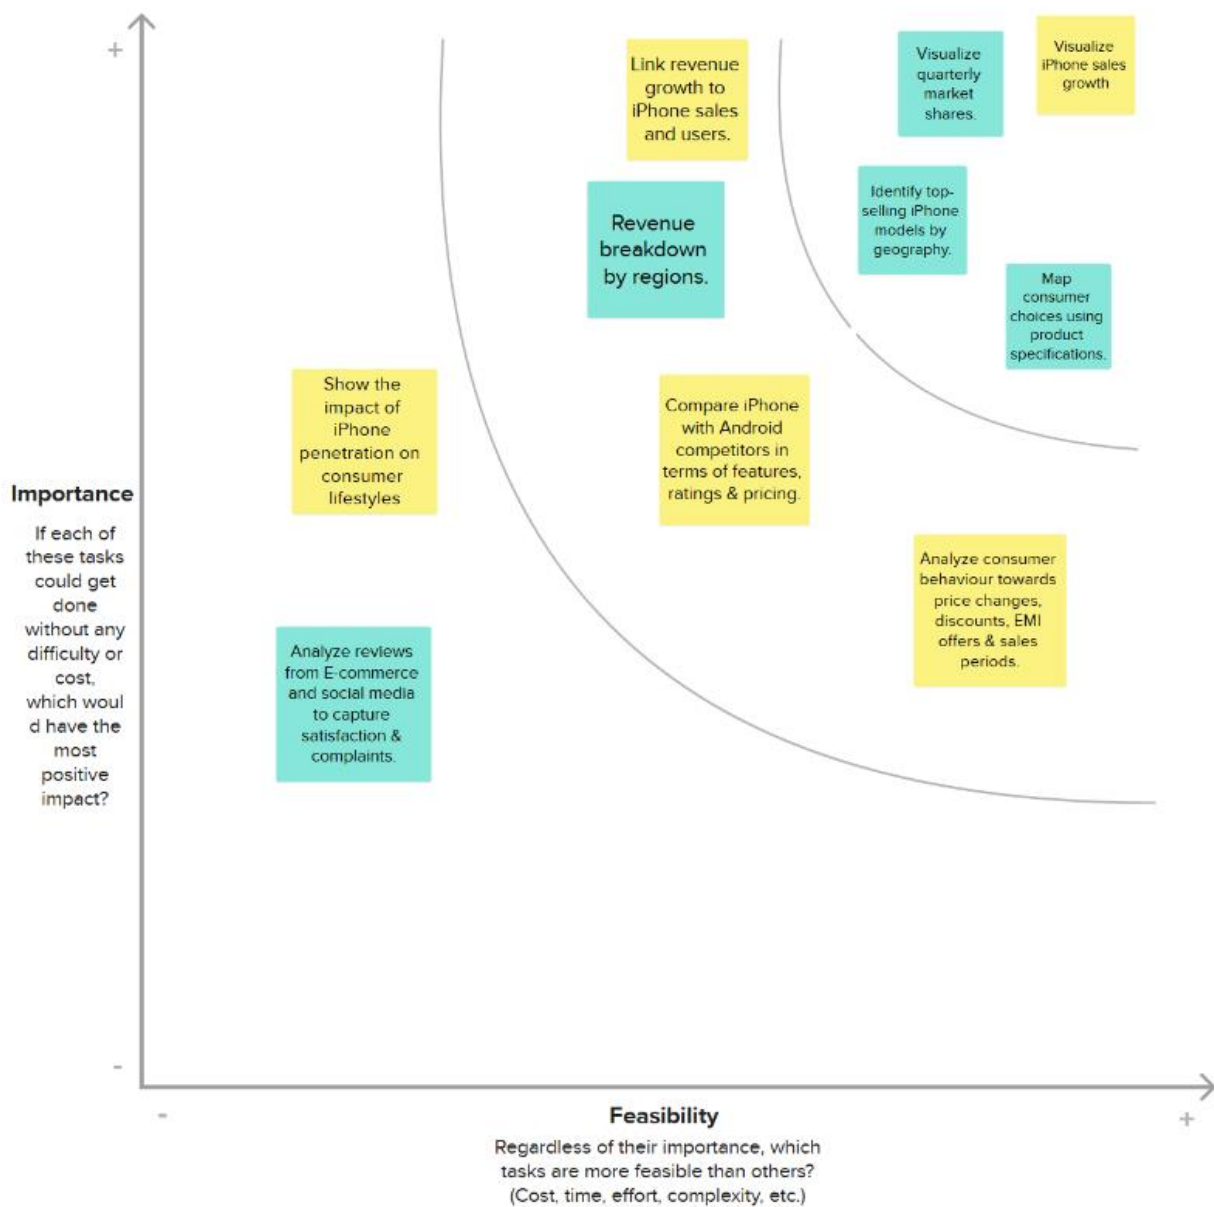 +
Link revenue
growth to
iPhone sales
and users.
Visualize
quarterly
market
shares.
Visualize
iPhone sales
growth
Revenue
breakdown
by regions.
Identify top-
selling iPhone
models by
geography.
Map
consumer
choices using
product
specifications.
Show the
impact of
iPhone
penetration on
consumer
lifestyles
Compare iPhone
with Android
competitors in
terms of features,
ratings & pricing.
Importance
If each of
these tasks
could get
done
without any
difficulty or
cost,
which woul
d have the
most
positive
impact?
Analyze consumer
behaviour towards
price changes,
discounts, EMI
offers & sales
periods.
Analyze reviews
from E-commerce
and social media
to capture
satisfaction &
complaints.
-
-
Feasibility
+
Regardless of their importance, which
tasks are more feasible than others?
(Cost, time, effort, complexity, etc.)